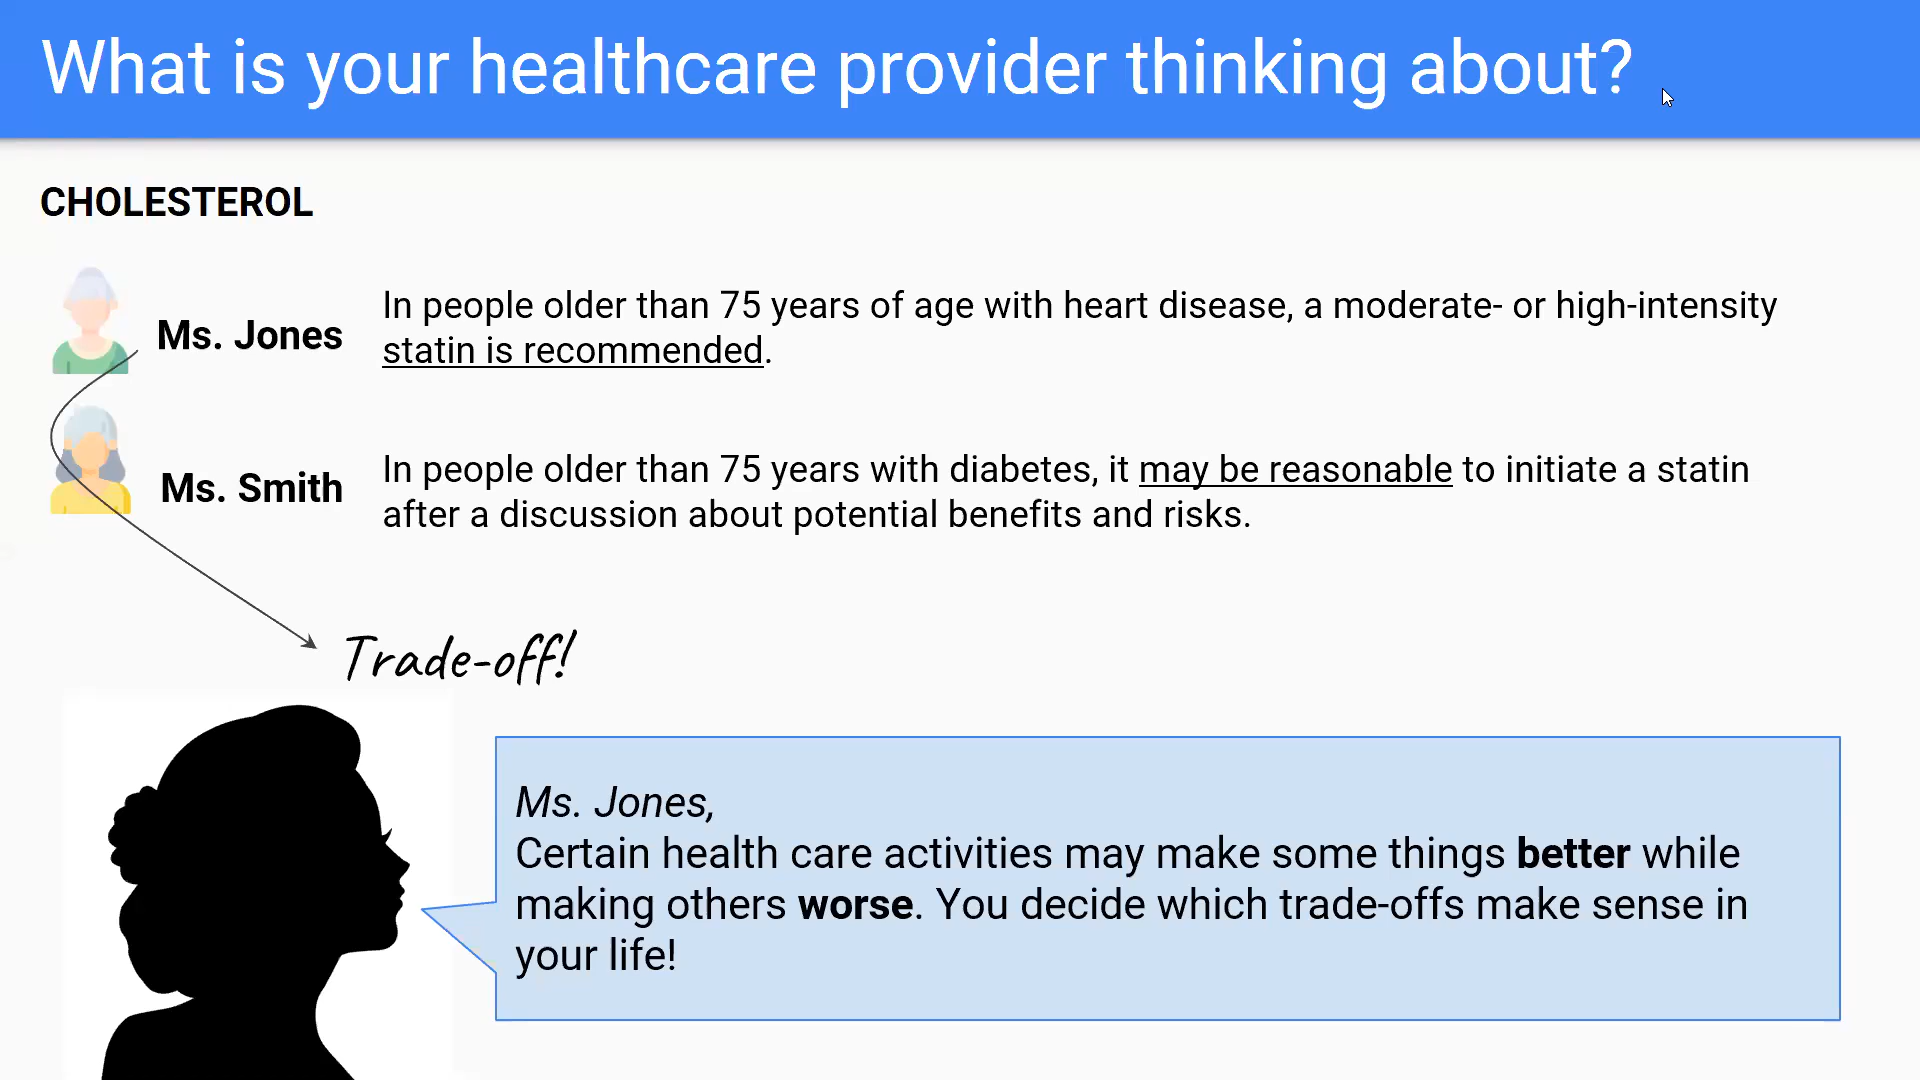 What is your healthcare provider thinking about?
CHOLESTEROL
Ms. Jones
In people older than 75 years of age with heart disease, a moderate- or high-intensity
statin is recommended.
Ms. Smith
In people older than 75 years with diabetes, it may be reasonable to initiate a statin
after a discussion about potential benefits and risks.
Trade-off!
Ms. Jones,
Certain health care activities may make some things better while
making others worse. You decide which trade-offs make sense in
your life!